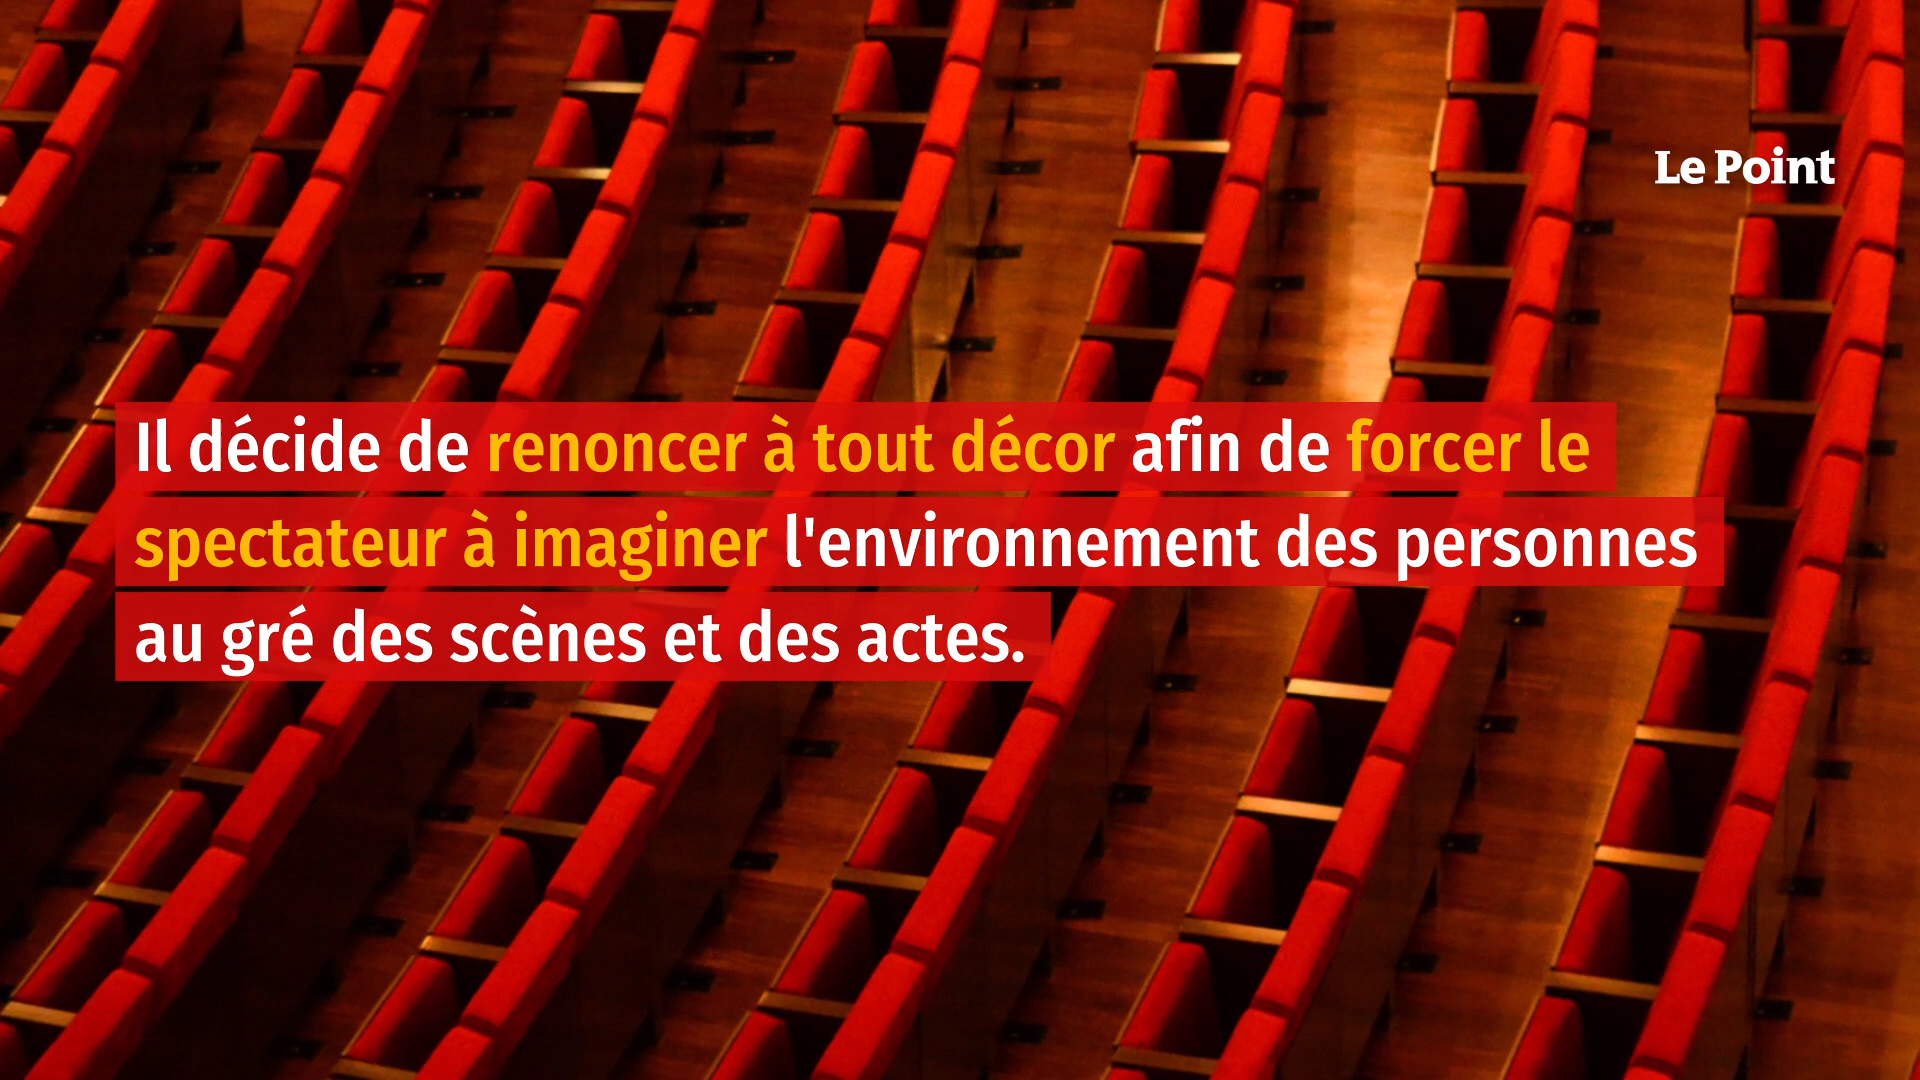 Le Point
Il décide de renoncer à tout décor afin de forcer le
spectateur à imaginer l'environnement des personnes
au gré des scènes et des actes.